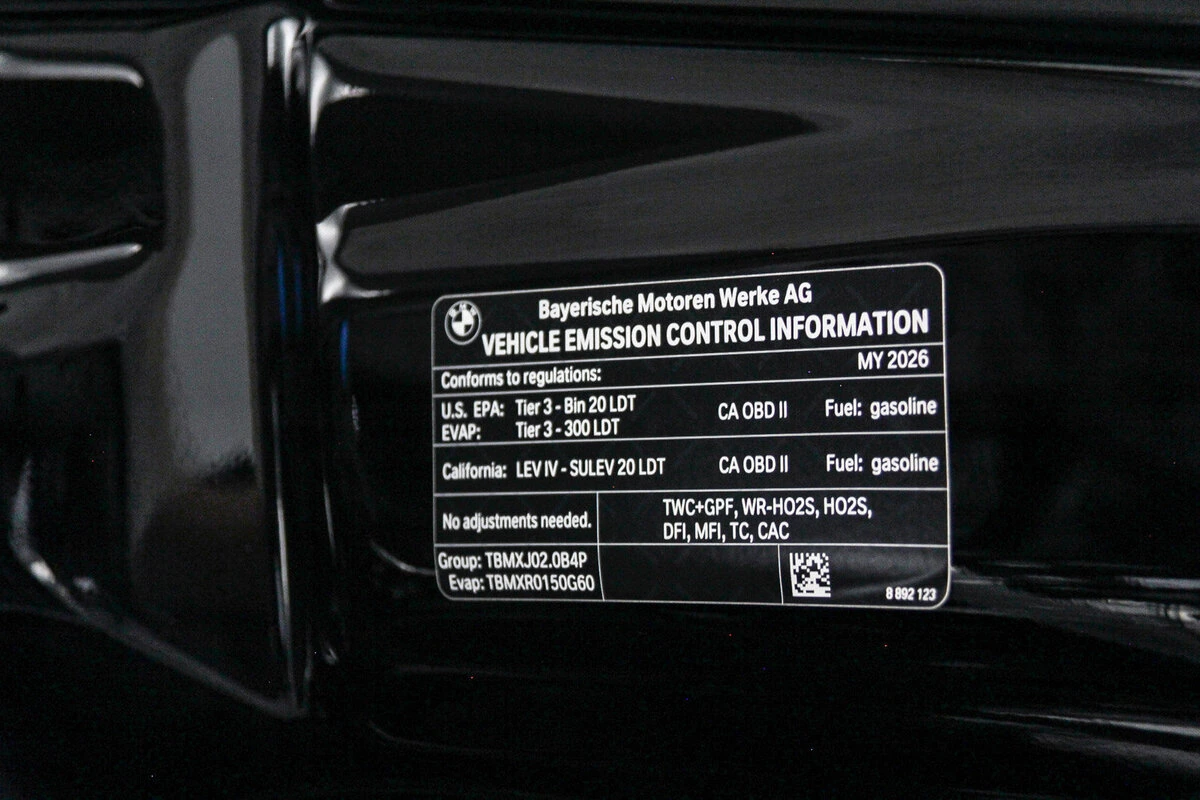 BMW
Bayerische Motoren Werke AG
VEHICLE EMISSION CONTROL INFORMATION
Conforms to regulations: MY 2026
U.S. EPA: Tier 3 - Bin 20 LDT CA OBD II Fuel: gasoline
EVAP: Tier 3 - 300 LDT
California: LEV IV - SULEV 20 LDT CA OBD II Fuel: gasoline
No adjustments needed.
TWC+GPF, WR-HO2S, HO2S,
DFI, MFI, TC, CAC
Group: TBMXJ02.0B4P
Evap: TBMXR0150G60
8 892 123